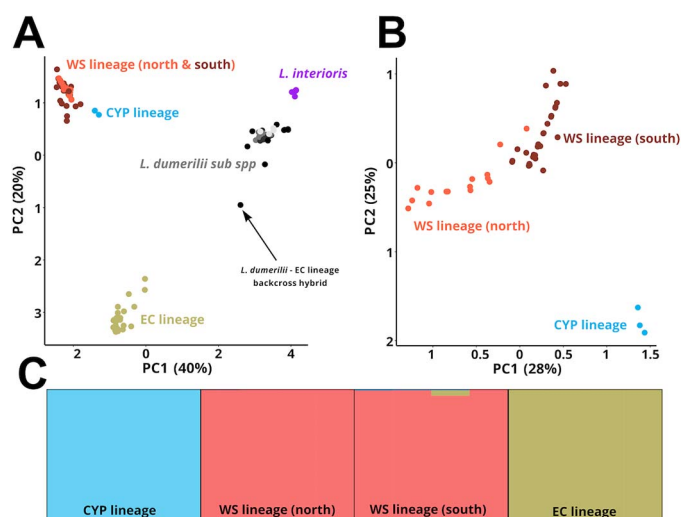 A
WS lineage (north & south)
L. interioris
CYP lineage
L. dumerilii sub spp
L. dumerilii - EC lineage
backcross hybrid
EC lineage
PC2 (20%)
1
0
1
2
3
2
0
2
4
PC1 (40%)
B
WS lineage (south)
WS lineage (north)
CYP lineage
PC2 (25%)
1
0
1
2
1
0.5
0
0.5
1
1.5
PC1 (28%)
C
CYP lineage
WS lineage (north)
WS lineage (south)
EC lineage